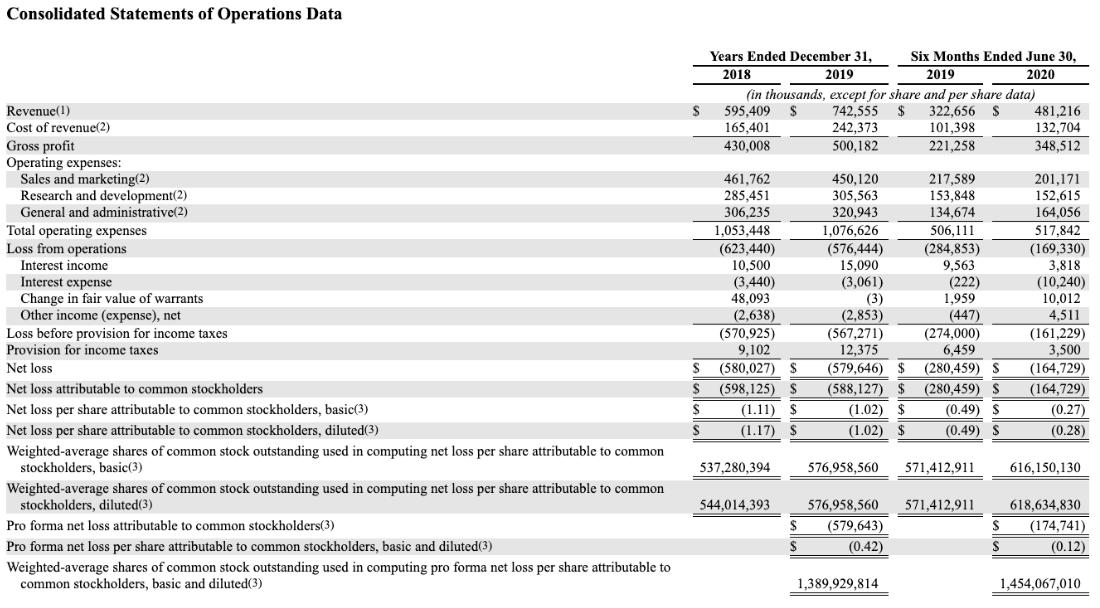 Consolidated Statements of Operations Data
Years Ended December 31, Six Months Ended June 30,
2018 2019 2019 2020
(in thousands, except for share and per share data)
Revenue(1) $ 595,409 $ 742,555 $ 322,656 $ 481,216
Cost of revenue(2) 165,401 242,373 101,398 132,704
Gross profit 430,008 500,182 221,258 348,512
Operating expenses:
Sales and marketing(2) 461,762 450,120 217,589 201,171
Research and development(2) 285,451 305,563 153,848 152,615
General and administrative(2) 306,235 320,943 134,674 164,056
Total operating expenses 1,053,448 1,076,626 506,111 517,842
Loss from operations (623,440) (576,444) (284,853) (169,330)
Interest income 10,500 15,090 9,563 3,818
Interest expense (3,440) (3,061) (222) (10,240)
Change in fair value of warrants 48,093 (3) 1,959 10,012
Other income (expense), net (2,638) (2,853) (447) 4,511
Loss before provision for income taxes (570,925) (567,271) (274,000) (161,229)
Provision for income taxes 9,102 12,375 6,459 3,500
Net loss $ (580,027) $ (579,646) $ (280,459) $ (164,729)
Net loss attributable to common stockholders $ (598,125) $ (588,127) $ (280,459) $ (164,729)
Net loss per share attributable to common stockholders, basic(3) $ (1.11) $ (1.02) $ (0.49) $ (0.27)
Net loss per share attributable to common stockholders, diluted(3) $ (1.17) $ (1.02) $ (0.49) $ (0.28)
Weighted-average shares of common stock outstanding used in computing net loss per share attributable to common
stockholders, basic(3) 537,280,394 576,958,560 571,412,911 616,150,130
Weighted-average shares of common stock outstanding used in computing net loss per share attributable to common
stockholders, diluted(3) 544,014,393 576,958,560 571,412,911 618,634,830
Pro forma net loss attributable to common stockholders(3) $ (579,643) $ (174,741)
Pro forma net loss per share attributable to common stockholders, basic and diluted(3) $ (0.42) $ (0.12)
Weighted-average shares of common stock outstanding used in computing pro forma net loss per share attributable to
common stockholders, basic and diluted(3) 1,389,929,814 1,454,067,010